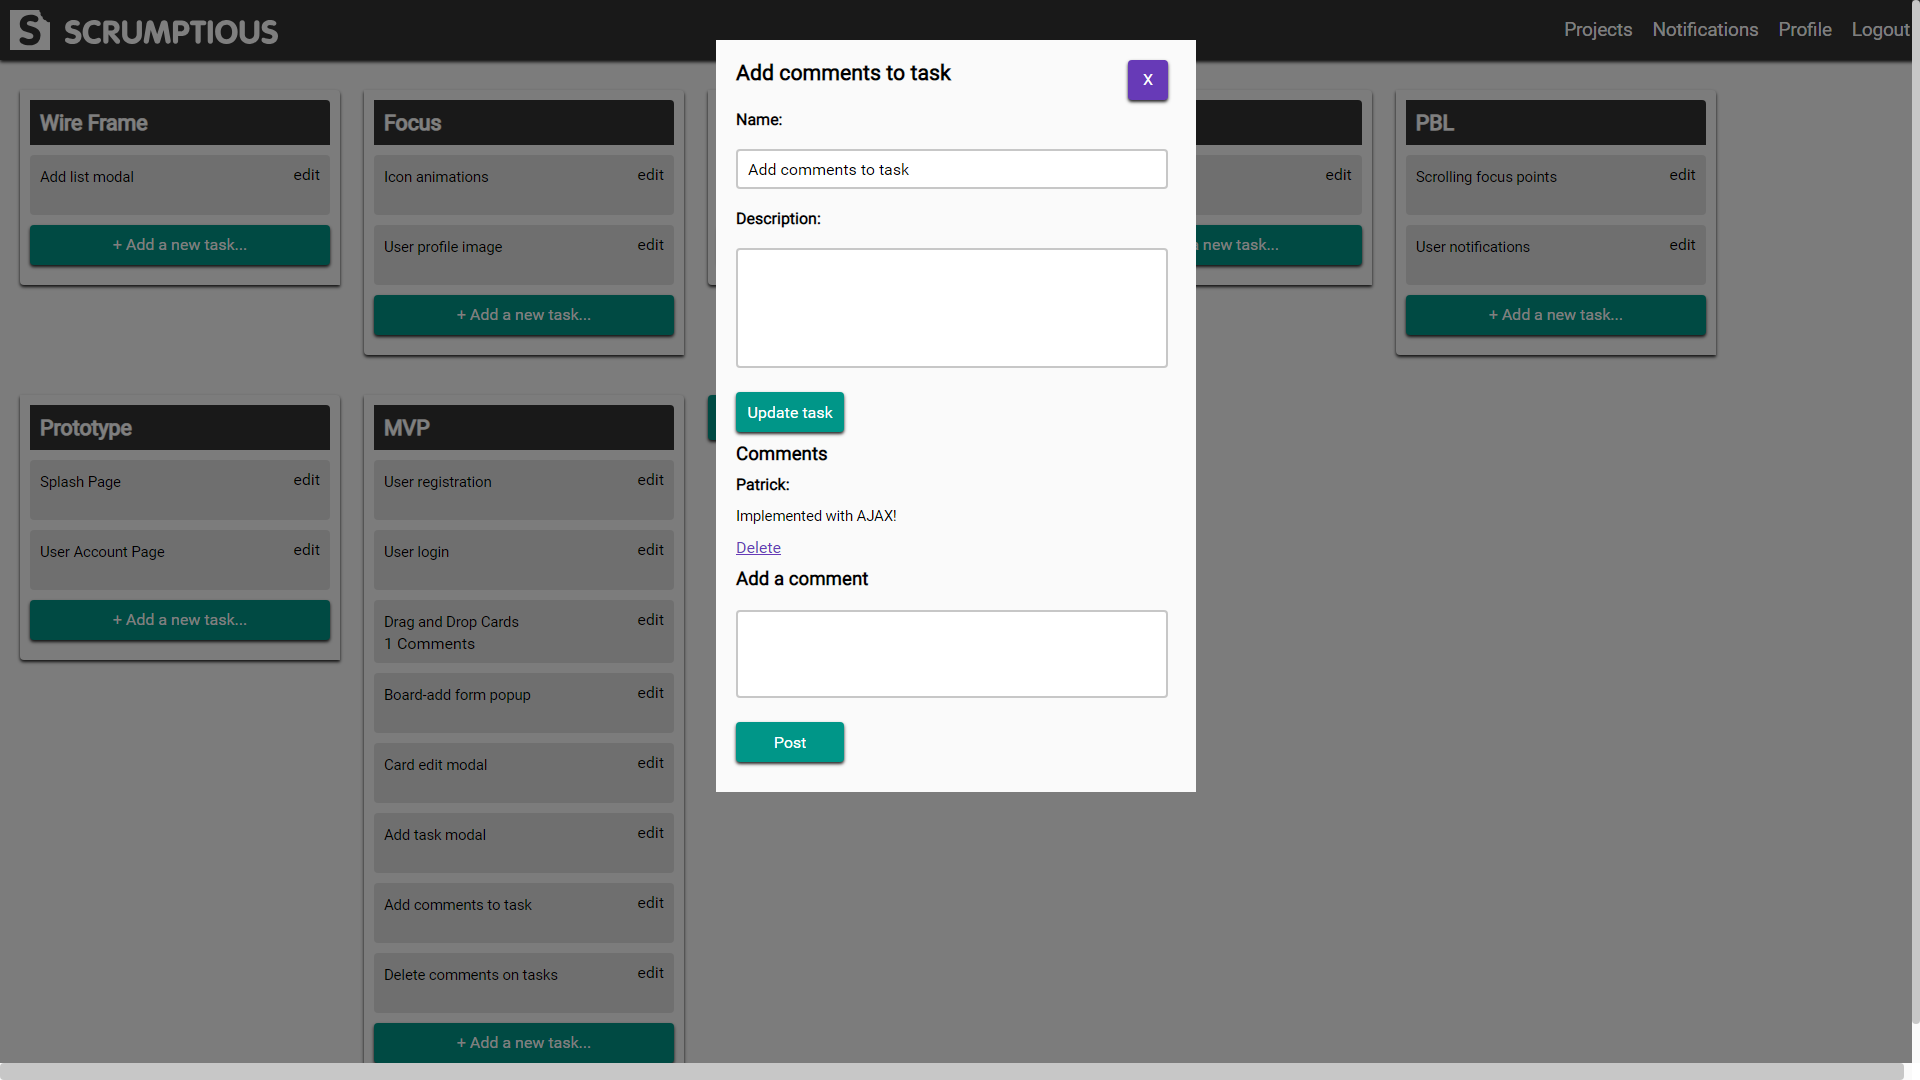 SCRUMPTIOUS
Projects
Notifications
Profile
Logout
Wire Frame
Add list modal
edit
+ Add a new task...
Focus
Icon animations
edit
User profile image
edit
+ Add a new task...
edit
new task...
PBL
Scrolling focus points
edit
User notifications
edit
+ Add a new task...
Prototype
Splash Page
edit
User Account Page
edit
+ Add a new task...
MVP
User registration
edit
User login
edit
Drag and Drop Cards
edit
1 Comments
Board-add form popup
edit
Card edit modal
edit
Add task modal
edit
Add comments to task
edit
Delete comments on tasks
edit
+ Add a new task...
Add comments to task
X
Name:
Add comments to task
Description:
Update task
Comments
Patrick:
Implemented with AJAX!
Delete
Add a comment
Post